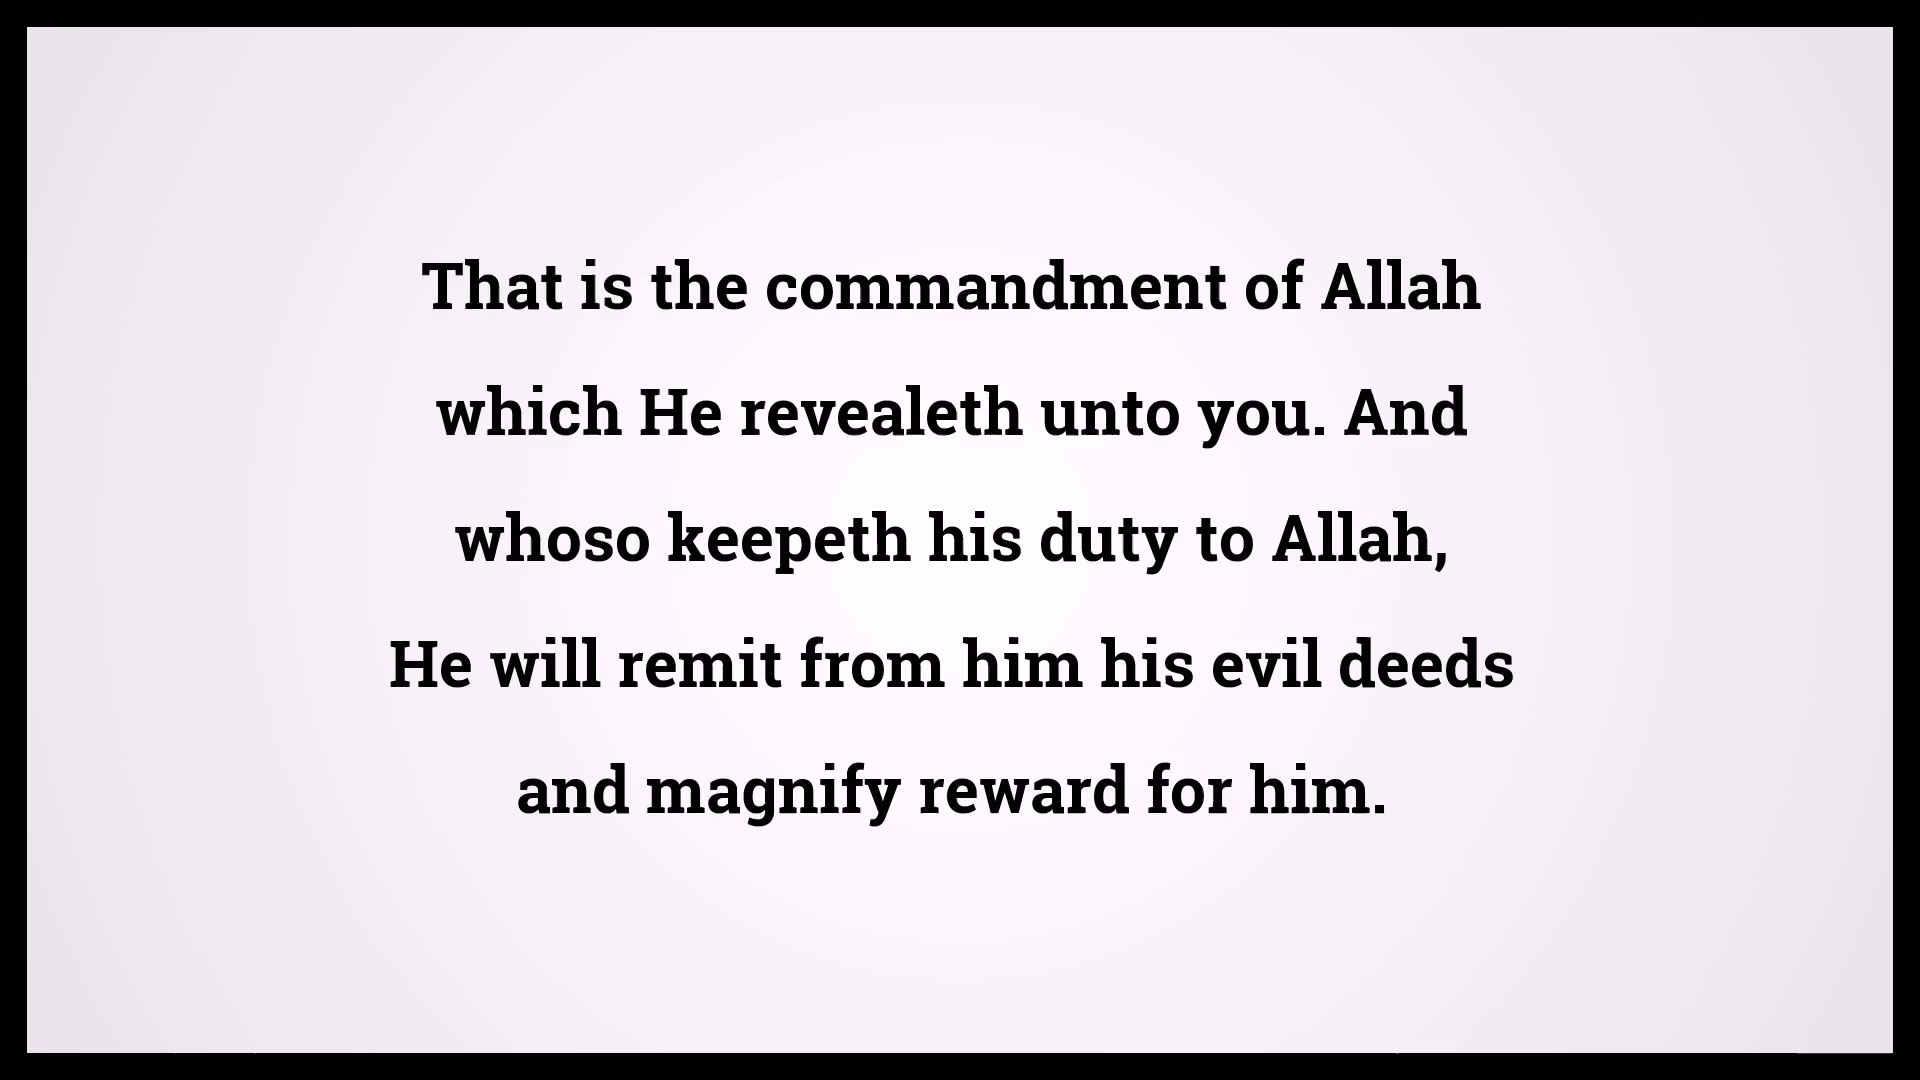 That is the commandment of Allah
which He revealeth unto you. And
whoso keepeth his duty to Allah,
He will remit from him his evil deeds
and magnify reward for him.